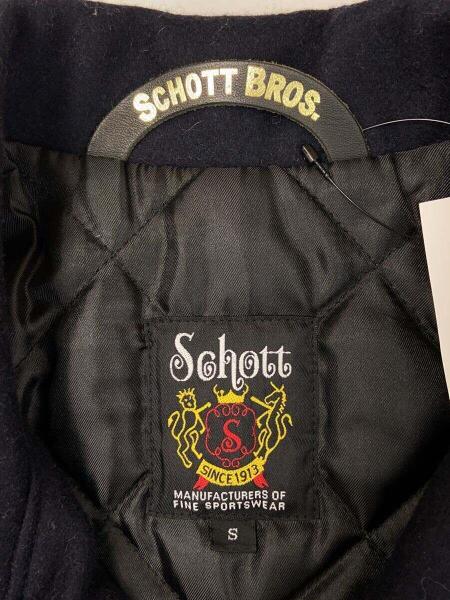 SCHOTT BROS.
Schott
S
SINCE 1913
MANUFACTURERS OF
FINE SPORTSWEAR
S